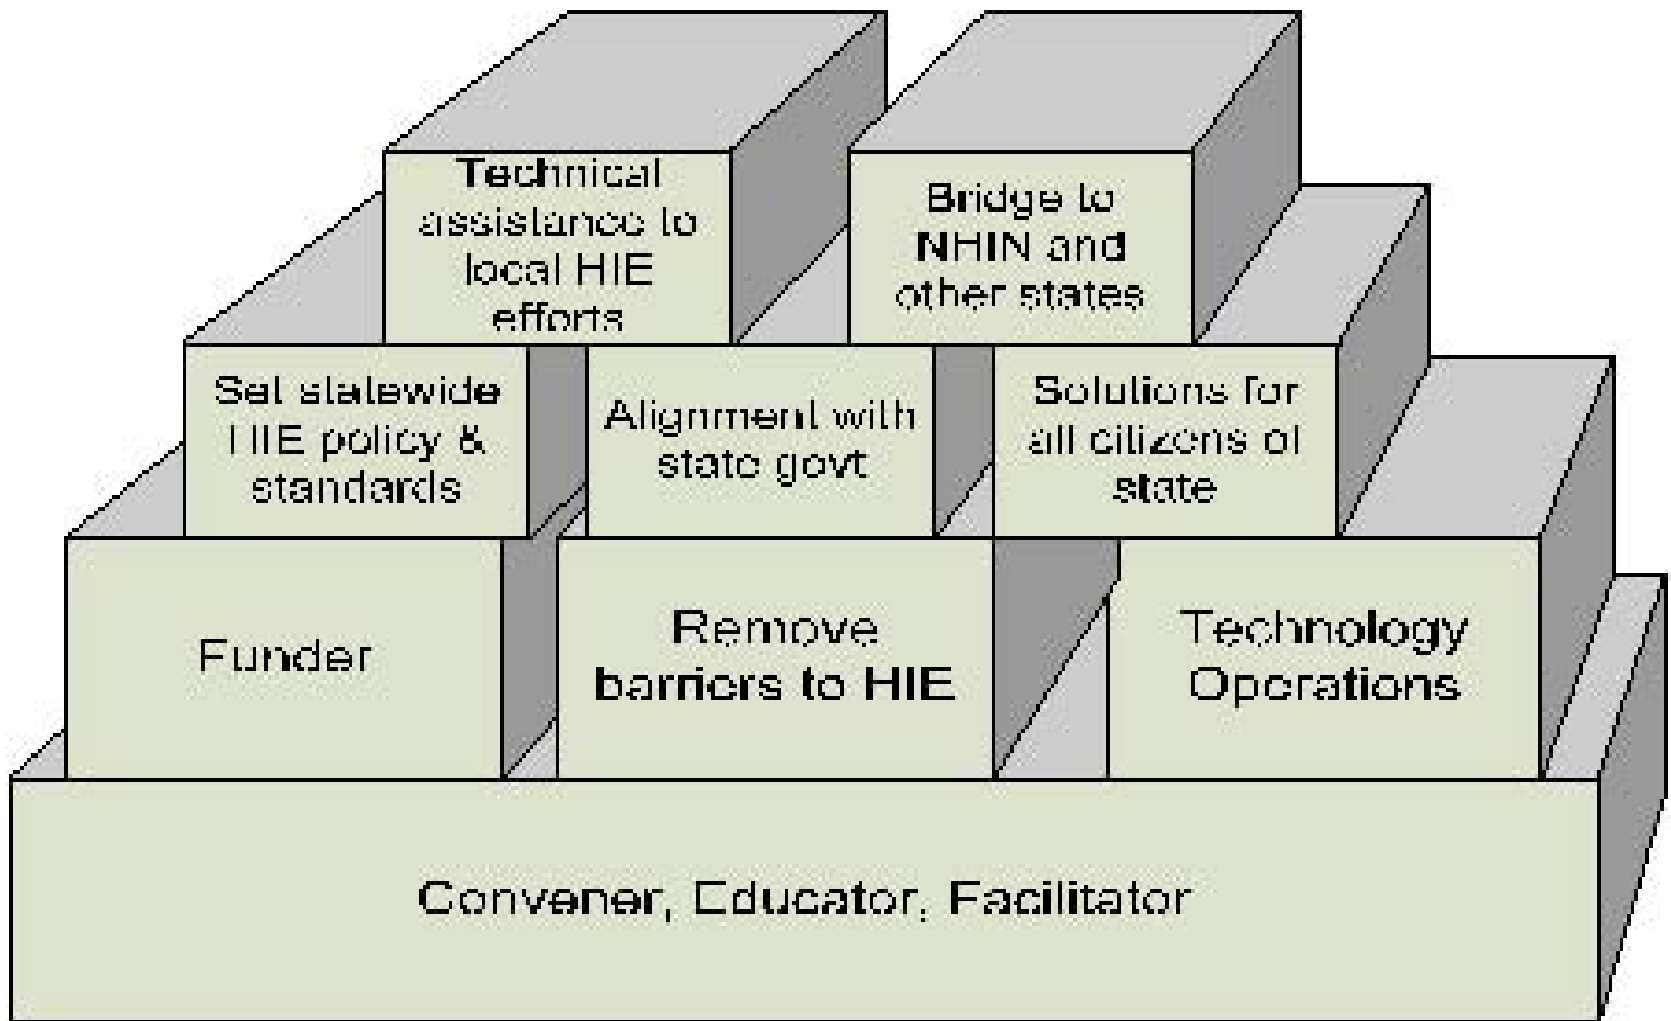 Technical
assistance to
local HIE
efforts
Bridge to
NHIN and
other states
Set statewide
HIE policy &
standards
Alignment with
state govt
Solutions for
all citizens of
state
Funder
Remove
barriers to HIE
Technology
Operations
Convener, Educator, Facilitator